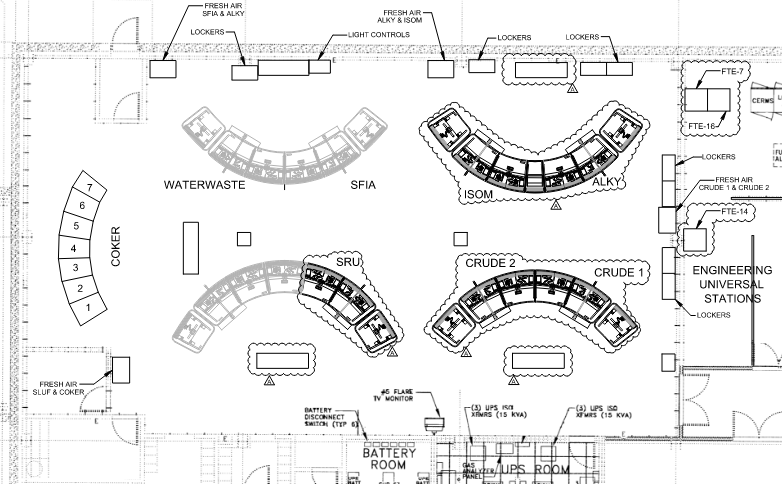 FRESH AIR
SFIA & ALKY
LOCKERS
LIGHT CONTROLS
FRESH AIR
ALKY & ISOM
LOCKERS
LOCKERS
E
E
FTE-7
CERMS
FTE-16
WATERWASTE
SFIA
ISOM
ALKY
LOCKERS
FRESH AIR
CRUDE 1 & CRUDE 2
FTE-14
7
6
5
4
3
2
1
COKER
SRU
CRUDE 2
CRUDE 1
ENGINEERING
UNIVERSAL
STATIONS
LOCKERS
FRESH AIR
SLUF & COKER
E
E
E
#5 FLARE
TV MONITOR
BATTERY
DISCONNECT
SWITCH (TYP 6)
(3) UPS ISO
XFMRS (15 KVA)
(3) UPS ISO
XFMRS (15 KVA)
BATTERY
ROOM
GAS
ANALYZER
PANEL
UPS ROOM
UPS
BATT
UPS
BATT